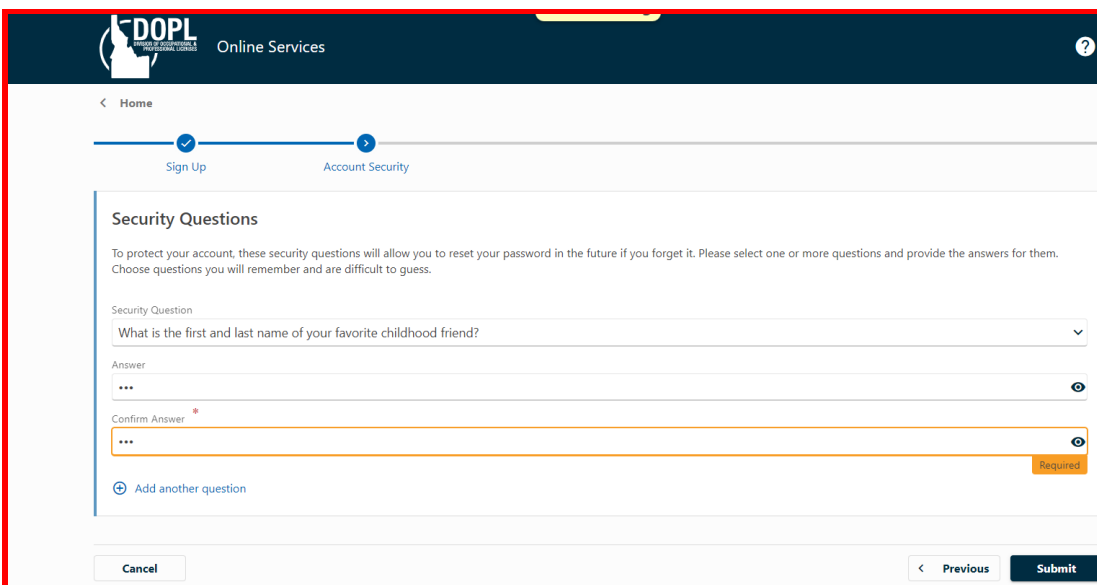 DOPL
DIVISION OF OCCUPATIONAL &
PROFESSIONAL LICENSES
Online Services
?
Home
Sign Up
Account Security
Security Questions
To protect your account, these security questions will allow you to reset your password in the future if you forget it. Please select one or more questions and provide the answers for them.
Choose questions you will remember and are difficult to guess.
Security Question
What is the first and last name of your favorite childhood friend?
Answer
•••
Confirm Answer *
•••
Required
Add another question
Cancel
Previous
Submit